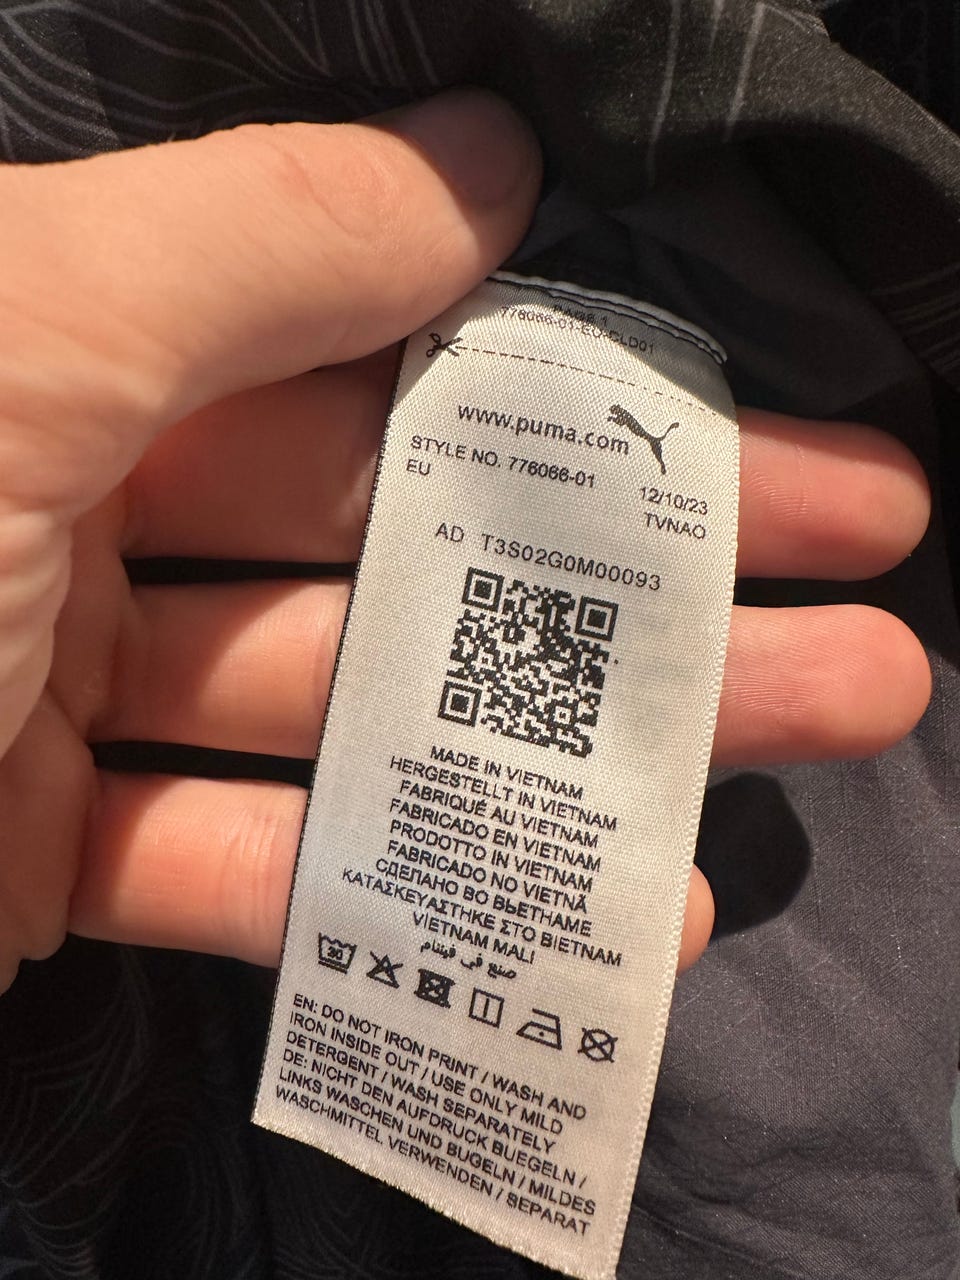 PAGE 1
776066-01-EU-CLD01
www.puma.com
STYLE NO. 776066-01
EU
12/10/23
TVNAO
AD T3S02G0M00093
MADE IN VIETNAM
HERGESTELLT IN VIETNAM
FABRIQUÉ AU VIETNAM
FABRICADO EN VIETNAM
PRODOTTO IN VIETNAM
FABRICADO NO VIETNÃ
СДЕЛАНО ВО ВЬЕТНАМЕ
ΚΑΤΑΣΚΕΥΑΣΤΗΚΕ ΣΤΟ ΒΙΕΤΝΑΜ
VIETNAM MALI
صنع في فيتنام
30
EN: DO NOT IRON PRINT / WASH AND
IRON INSIDE OUT / USE ONLY MILD
DETERGENT / WASH SEPARATELY
DE: NICHT DEN AUFDRUCK BUEGELN /
LINKS WASCHEN UND BUGELN / MILDES
WASCHMITTEL VERWENDEN / SEPARAT